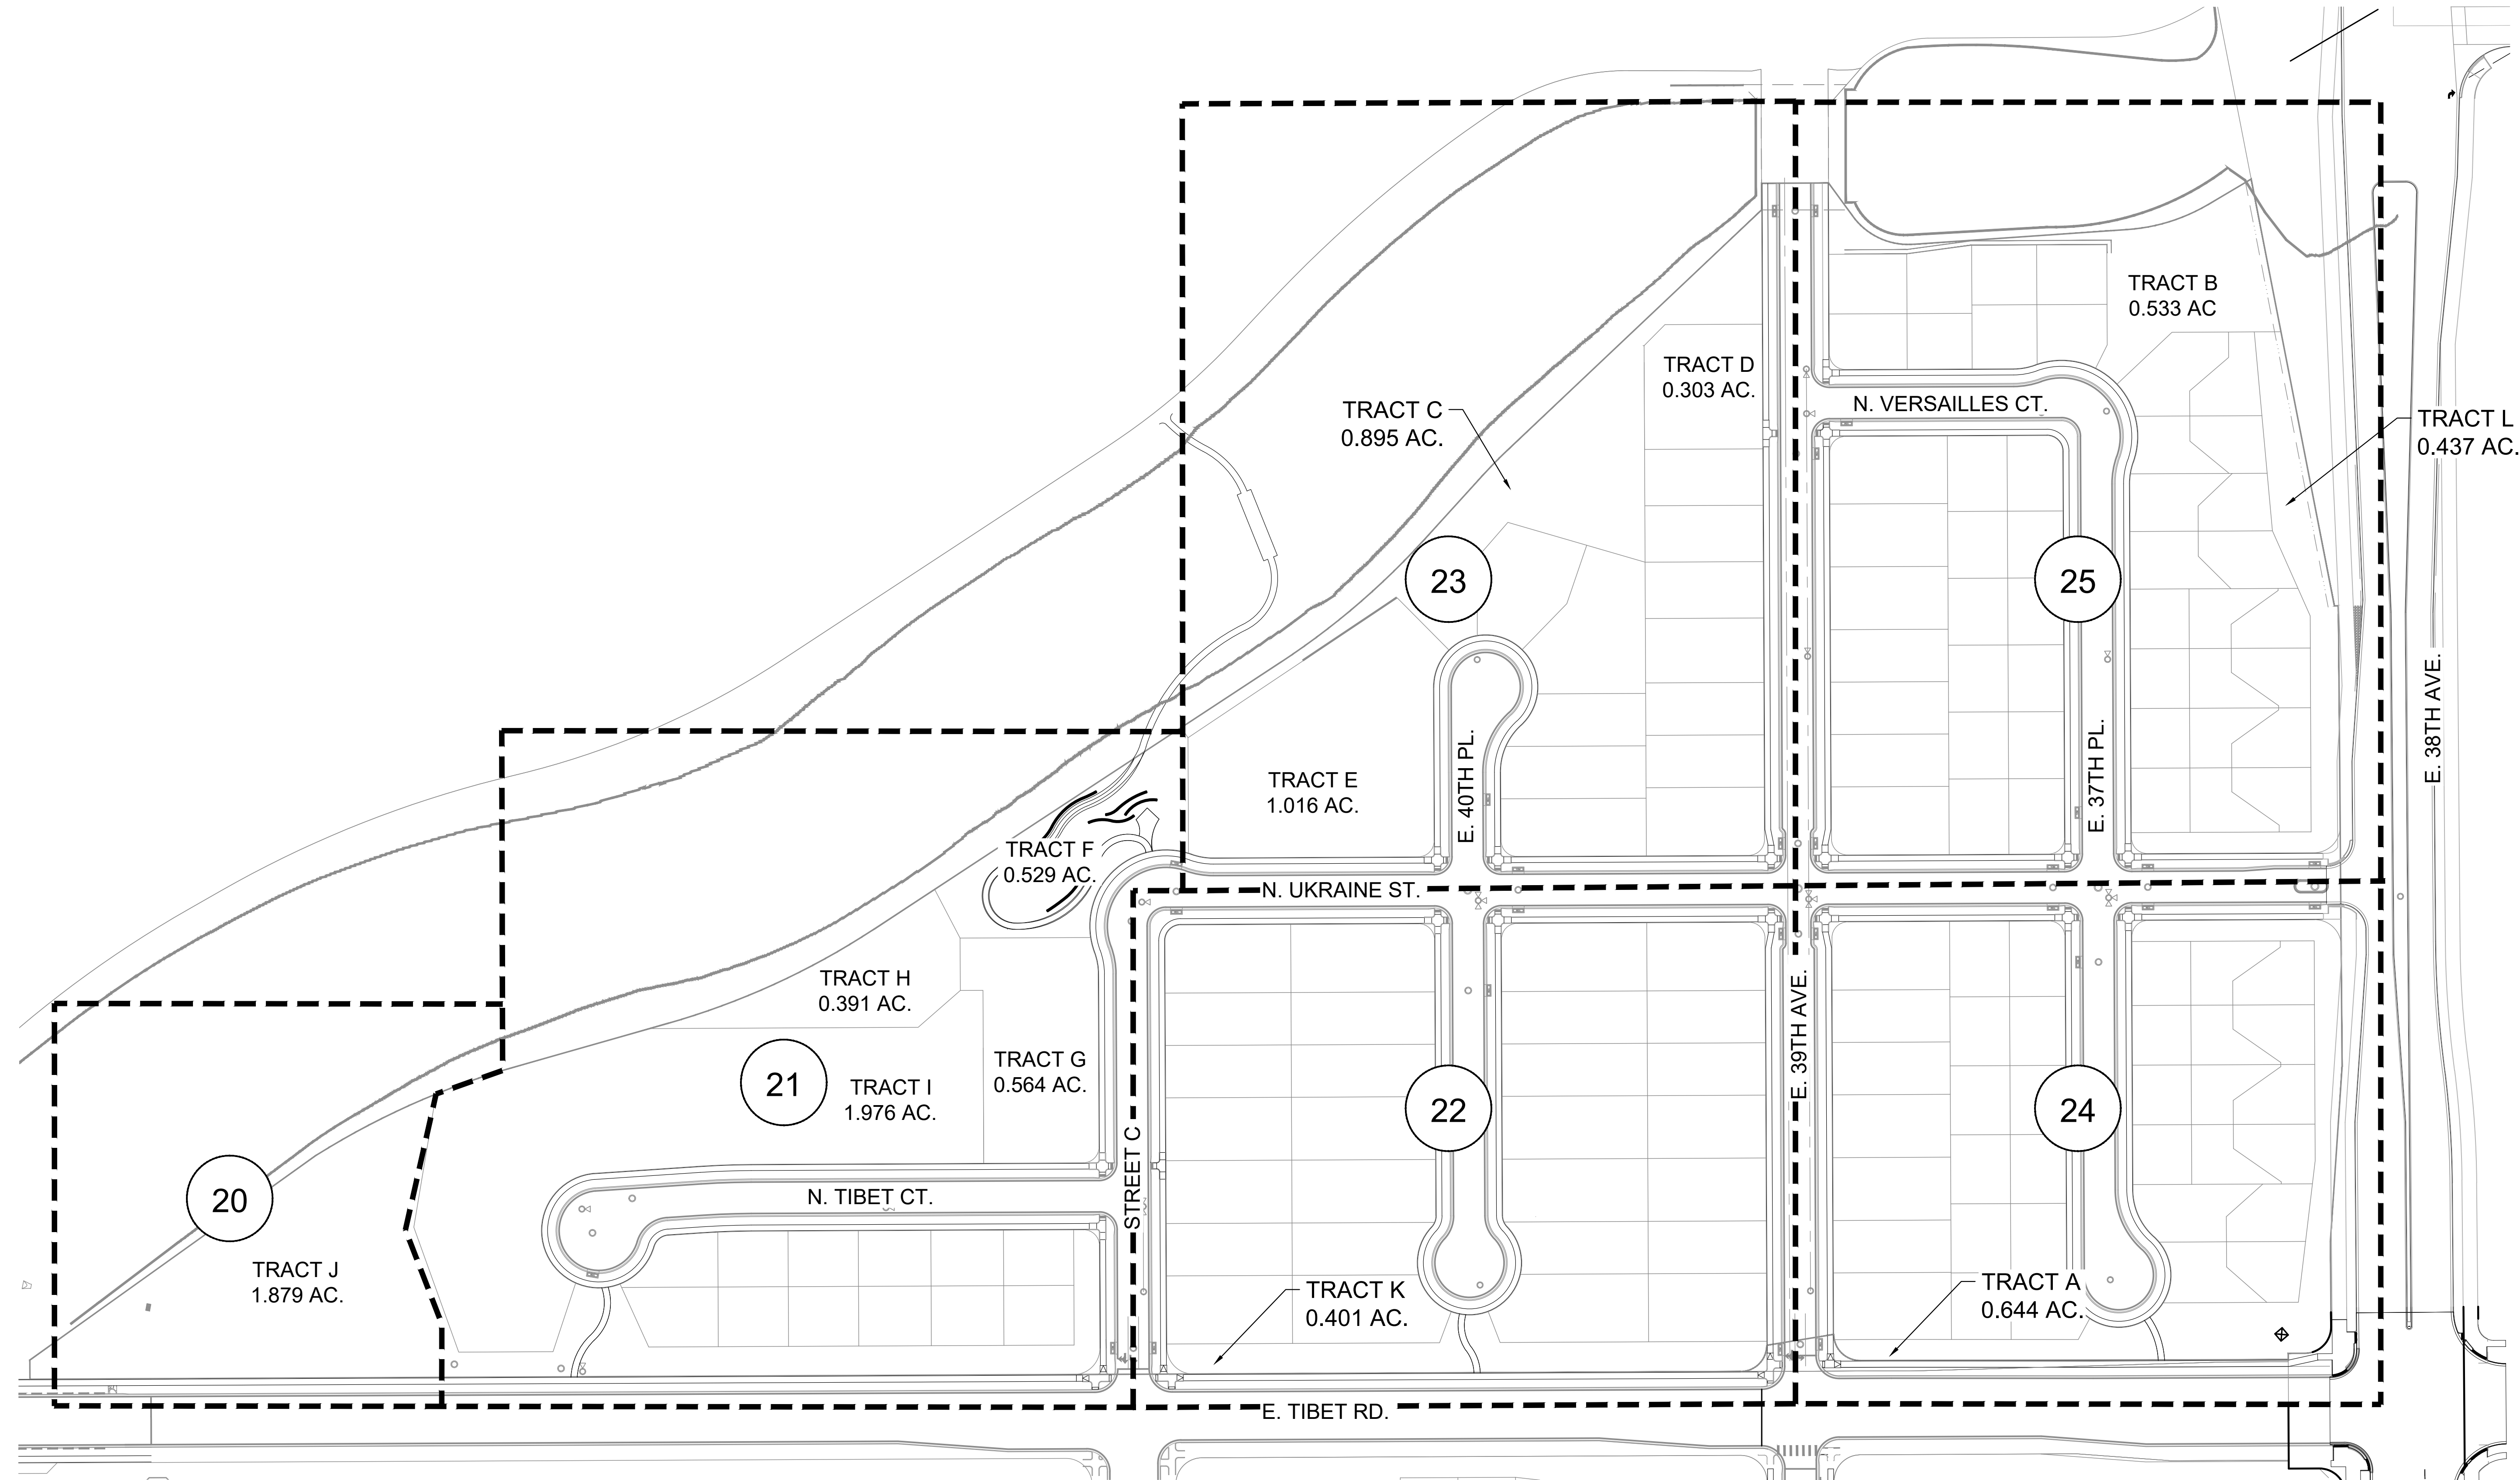 TRACT B
0.533 AC
TRACT D
0.303 AC.
TRACT C
0.895 AC.
N. VERSAILLES CT.
TRACT L
0.437 AC.
23
25
E. 38TH AVE.
E. 40TH PL.
E. 37TH PL.
TRACT E
1.016 AC.
TRACT F
0.529 AC.
N. UKRAINE ST.
TRACT H
0.391 AC.
E. 39TH AVE.
TRACT G
0.564 AC.
21
TRACT I
1.976 AC.
22
24
STREET C
20
N. TIBET CT.
TRACT J
1.879 AC.
TRACT K
0.401 AC.
TRACT A
0.644 AC.
E. TIBET RD.